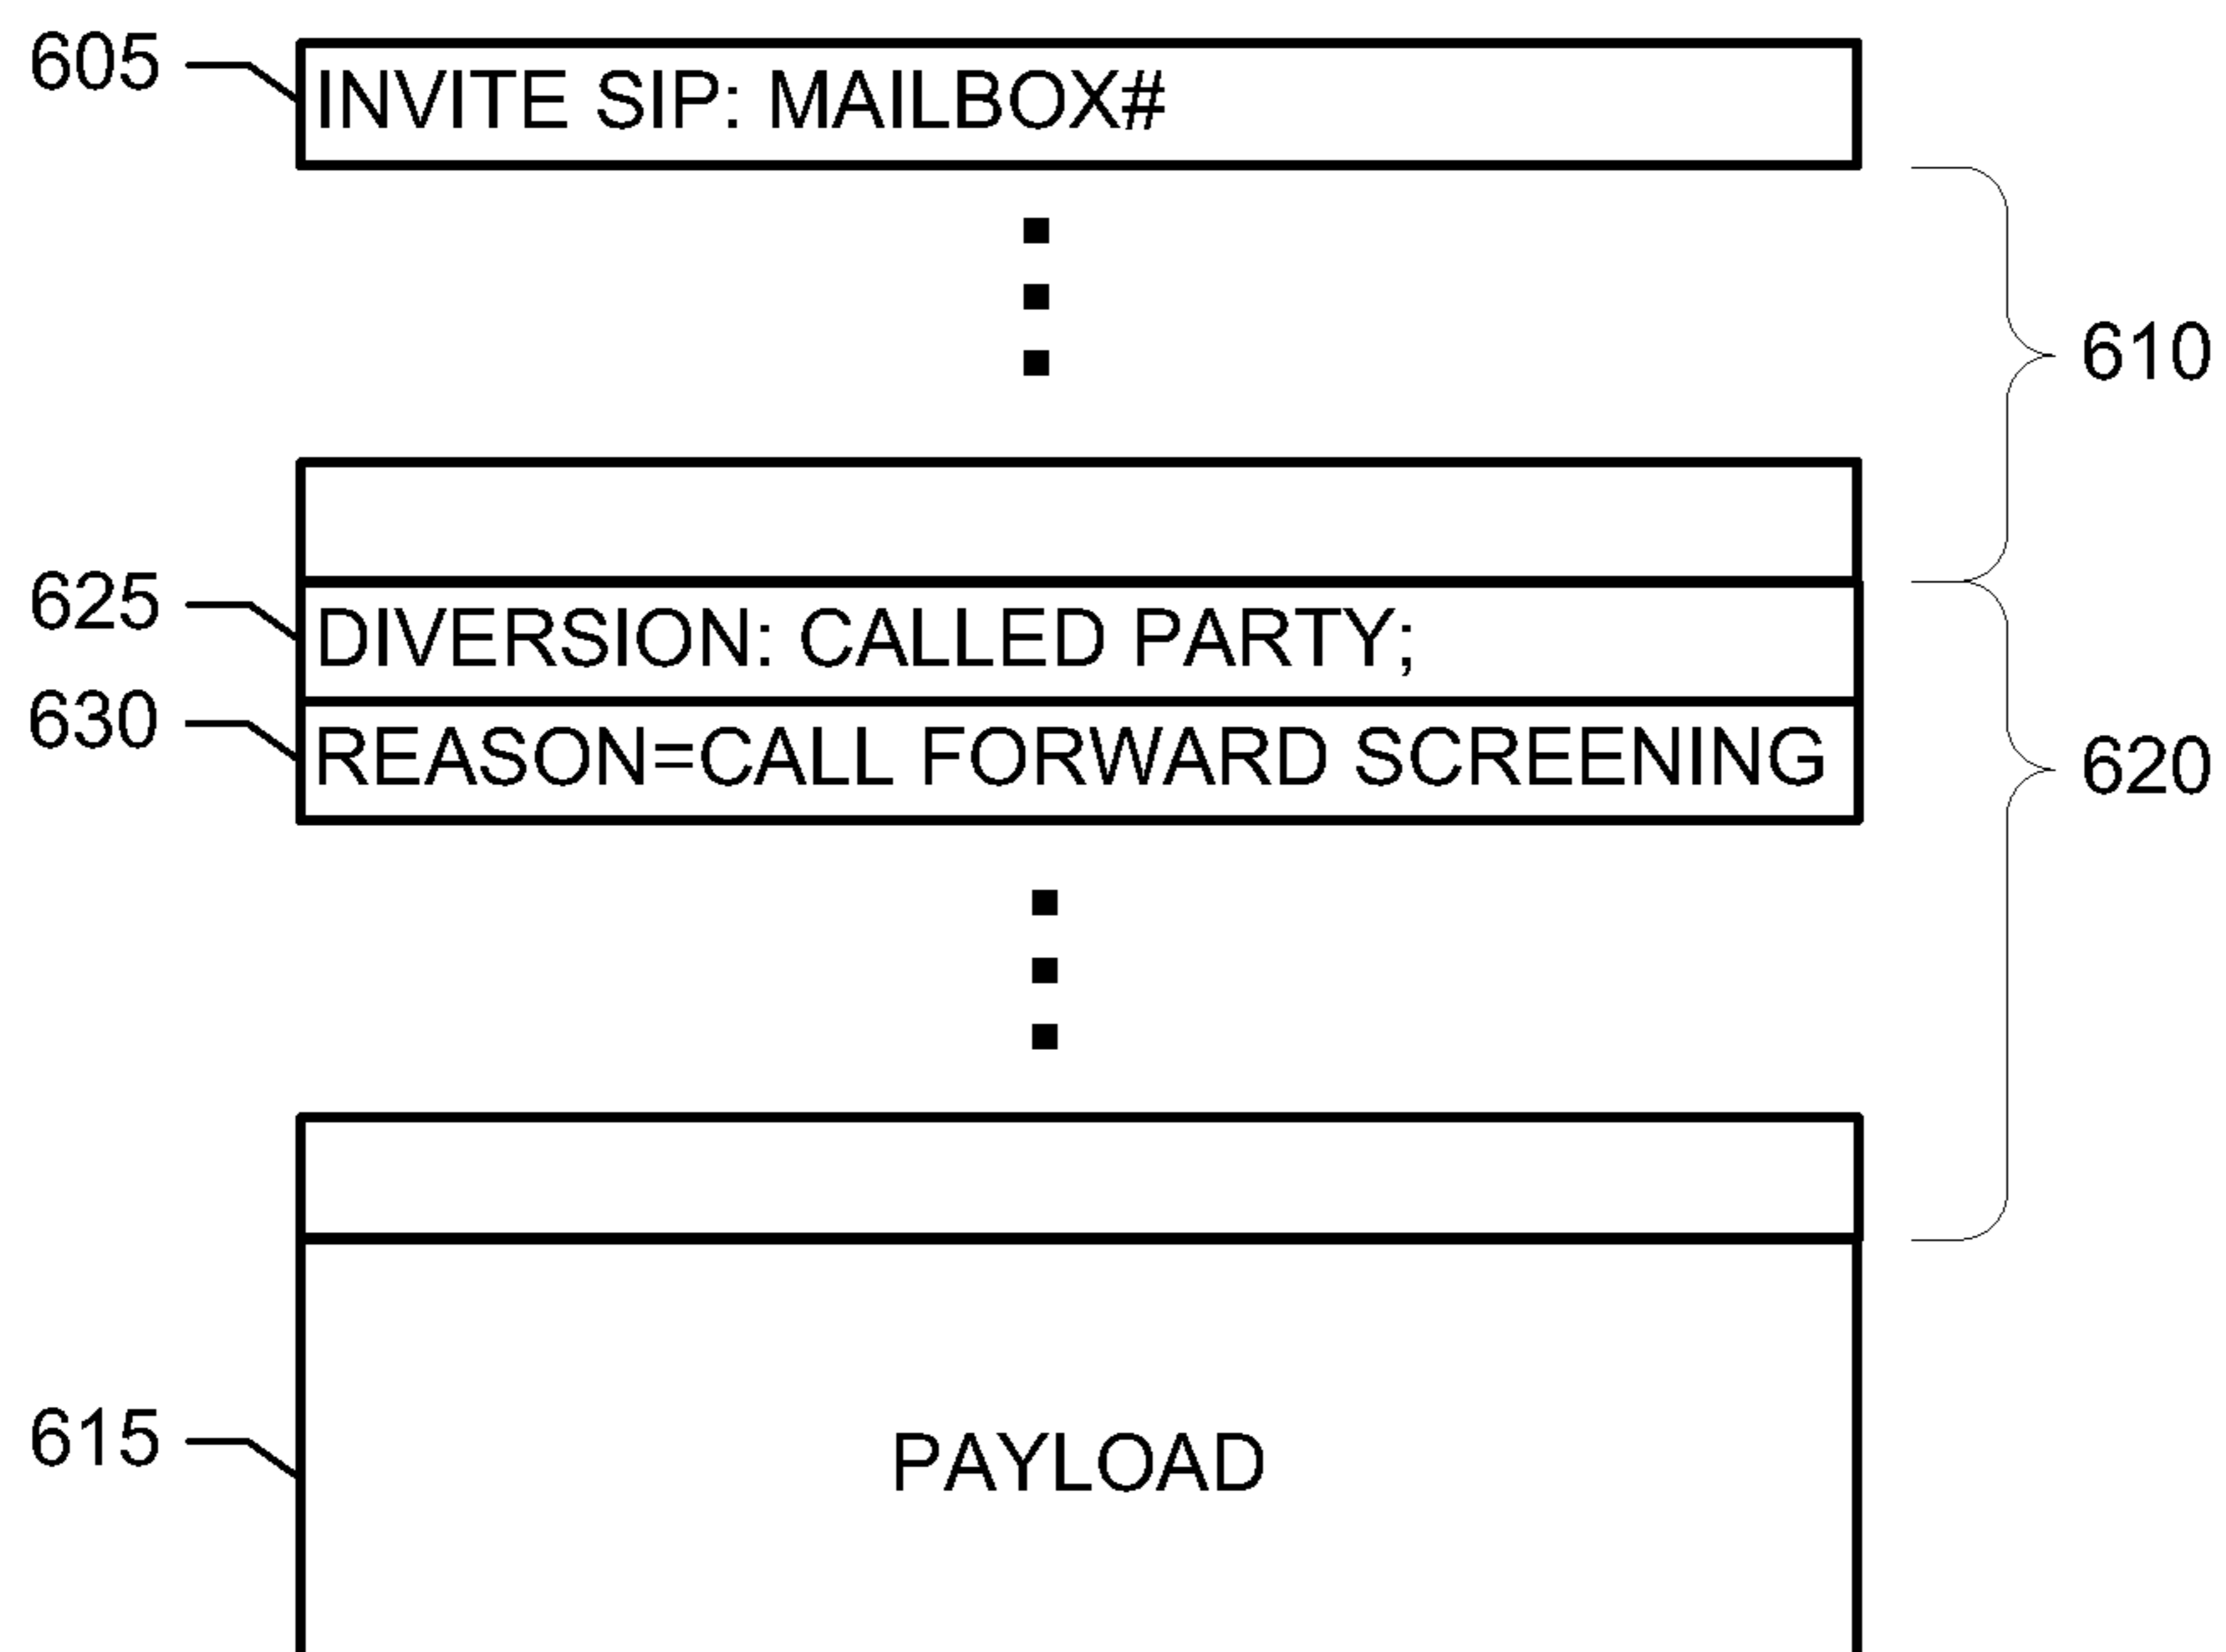 605
INVITE SIP: MAILBOX#
610
625
DIVERSION: CALLED PARTY;
630
REASON=CALL FORWARD SCREENING
620
615
PAYLOAD